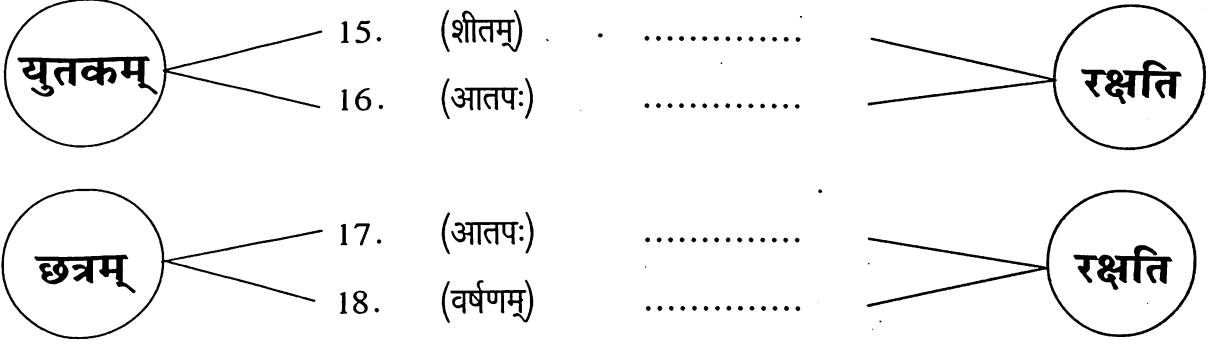 युतकम्
15. (शीतम्) ..............
16. (आतपः) ..............
रक्षति
छत्रम्
17. (आतपः) ..............
18. (वर्षणम्) ..............
रक्षति